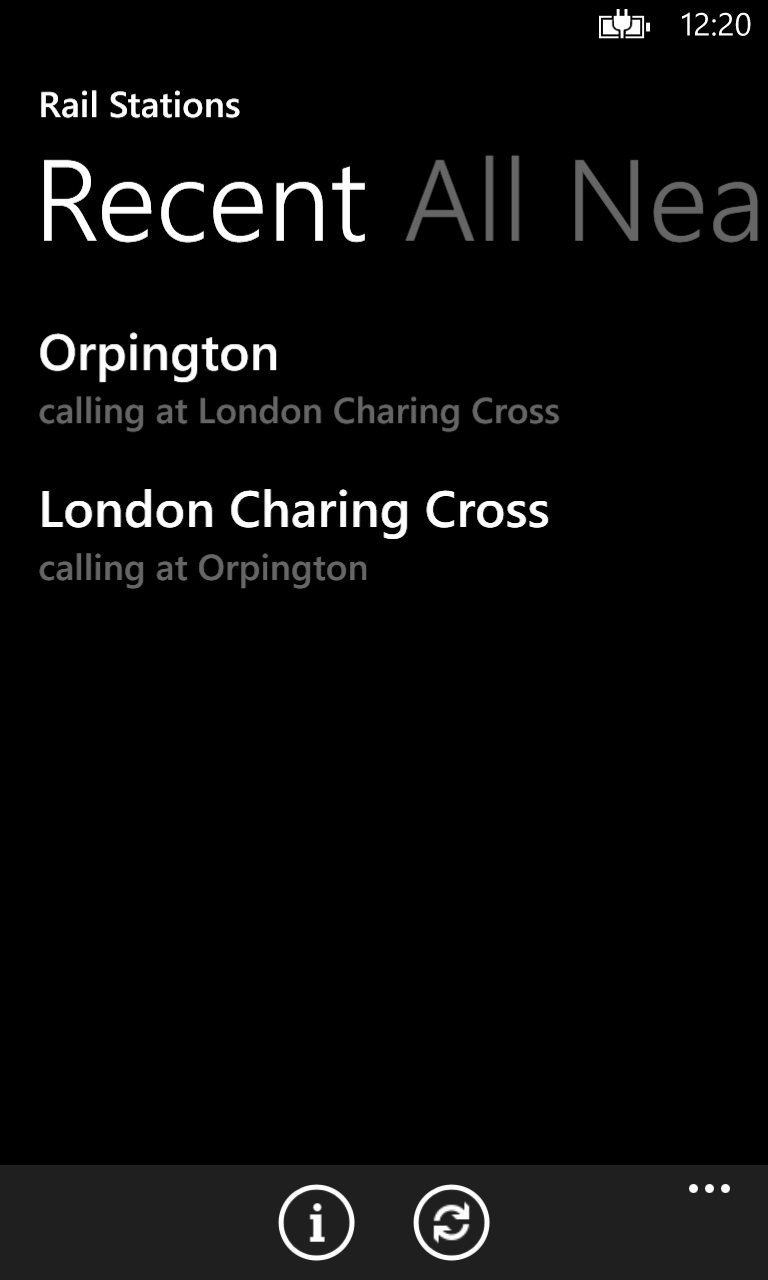 12:20
Rail Stations
Recent All Nea
Orpington
calling at London Charing Cross
London Charing Cross
calling at Orpington